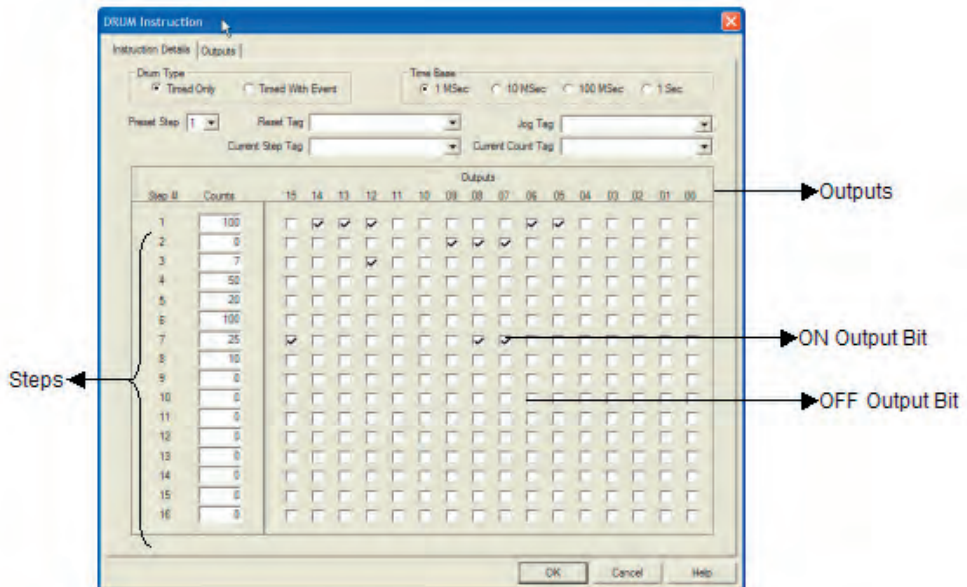 DRUM Instruction
Instruction Details Outputs
Drum Type
Timed Only Timed With Event
Time Base
1 MSec 10 MSec 100 MSec 1 Sec
Preset Step 1 Reset Tag Jog Tag
Current Step Tag Current Count Tag
Outputs
Step # Counts 15 14 13 12 11 10 09 08 07 06 05 04 03 02 01 00
1 100
2 0
3 7
4 50
5 20
6 100
7 25
8 10
9 0
10 0
11 0
12 0
13 0
14 0
15 0
16 0
OK Cancel Help
Steps
Outputs
ON Output Bit
OFF Output Bit